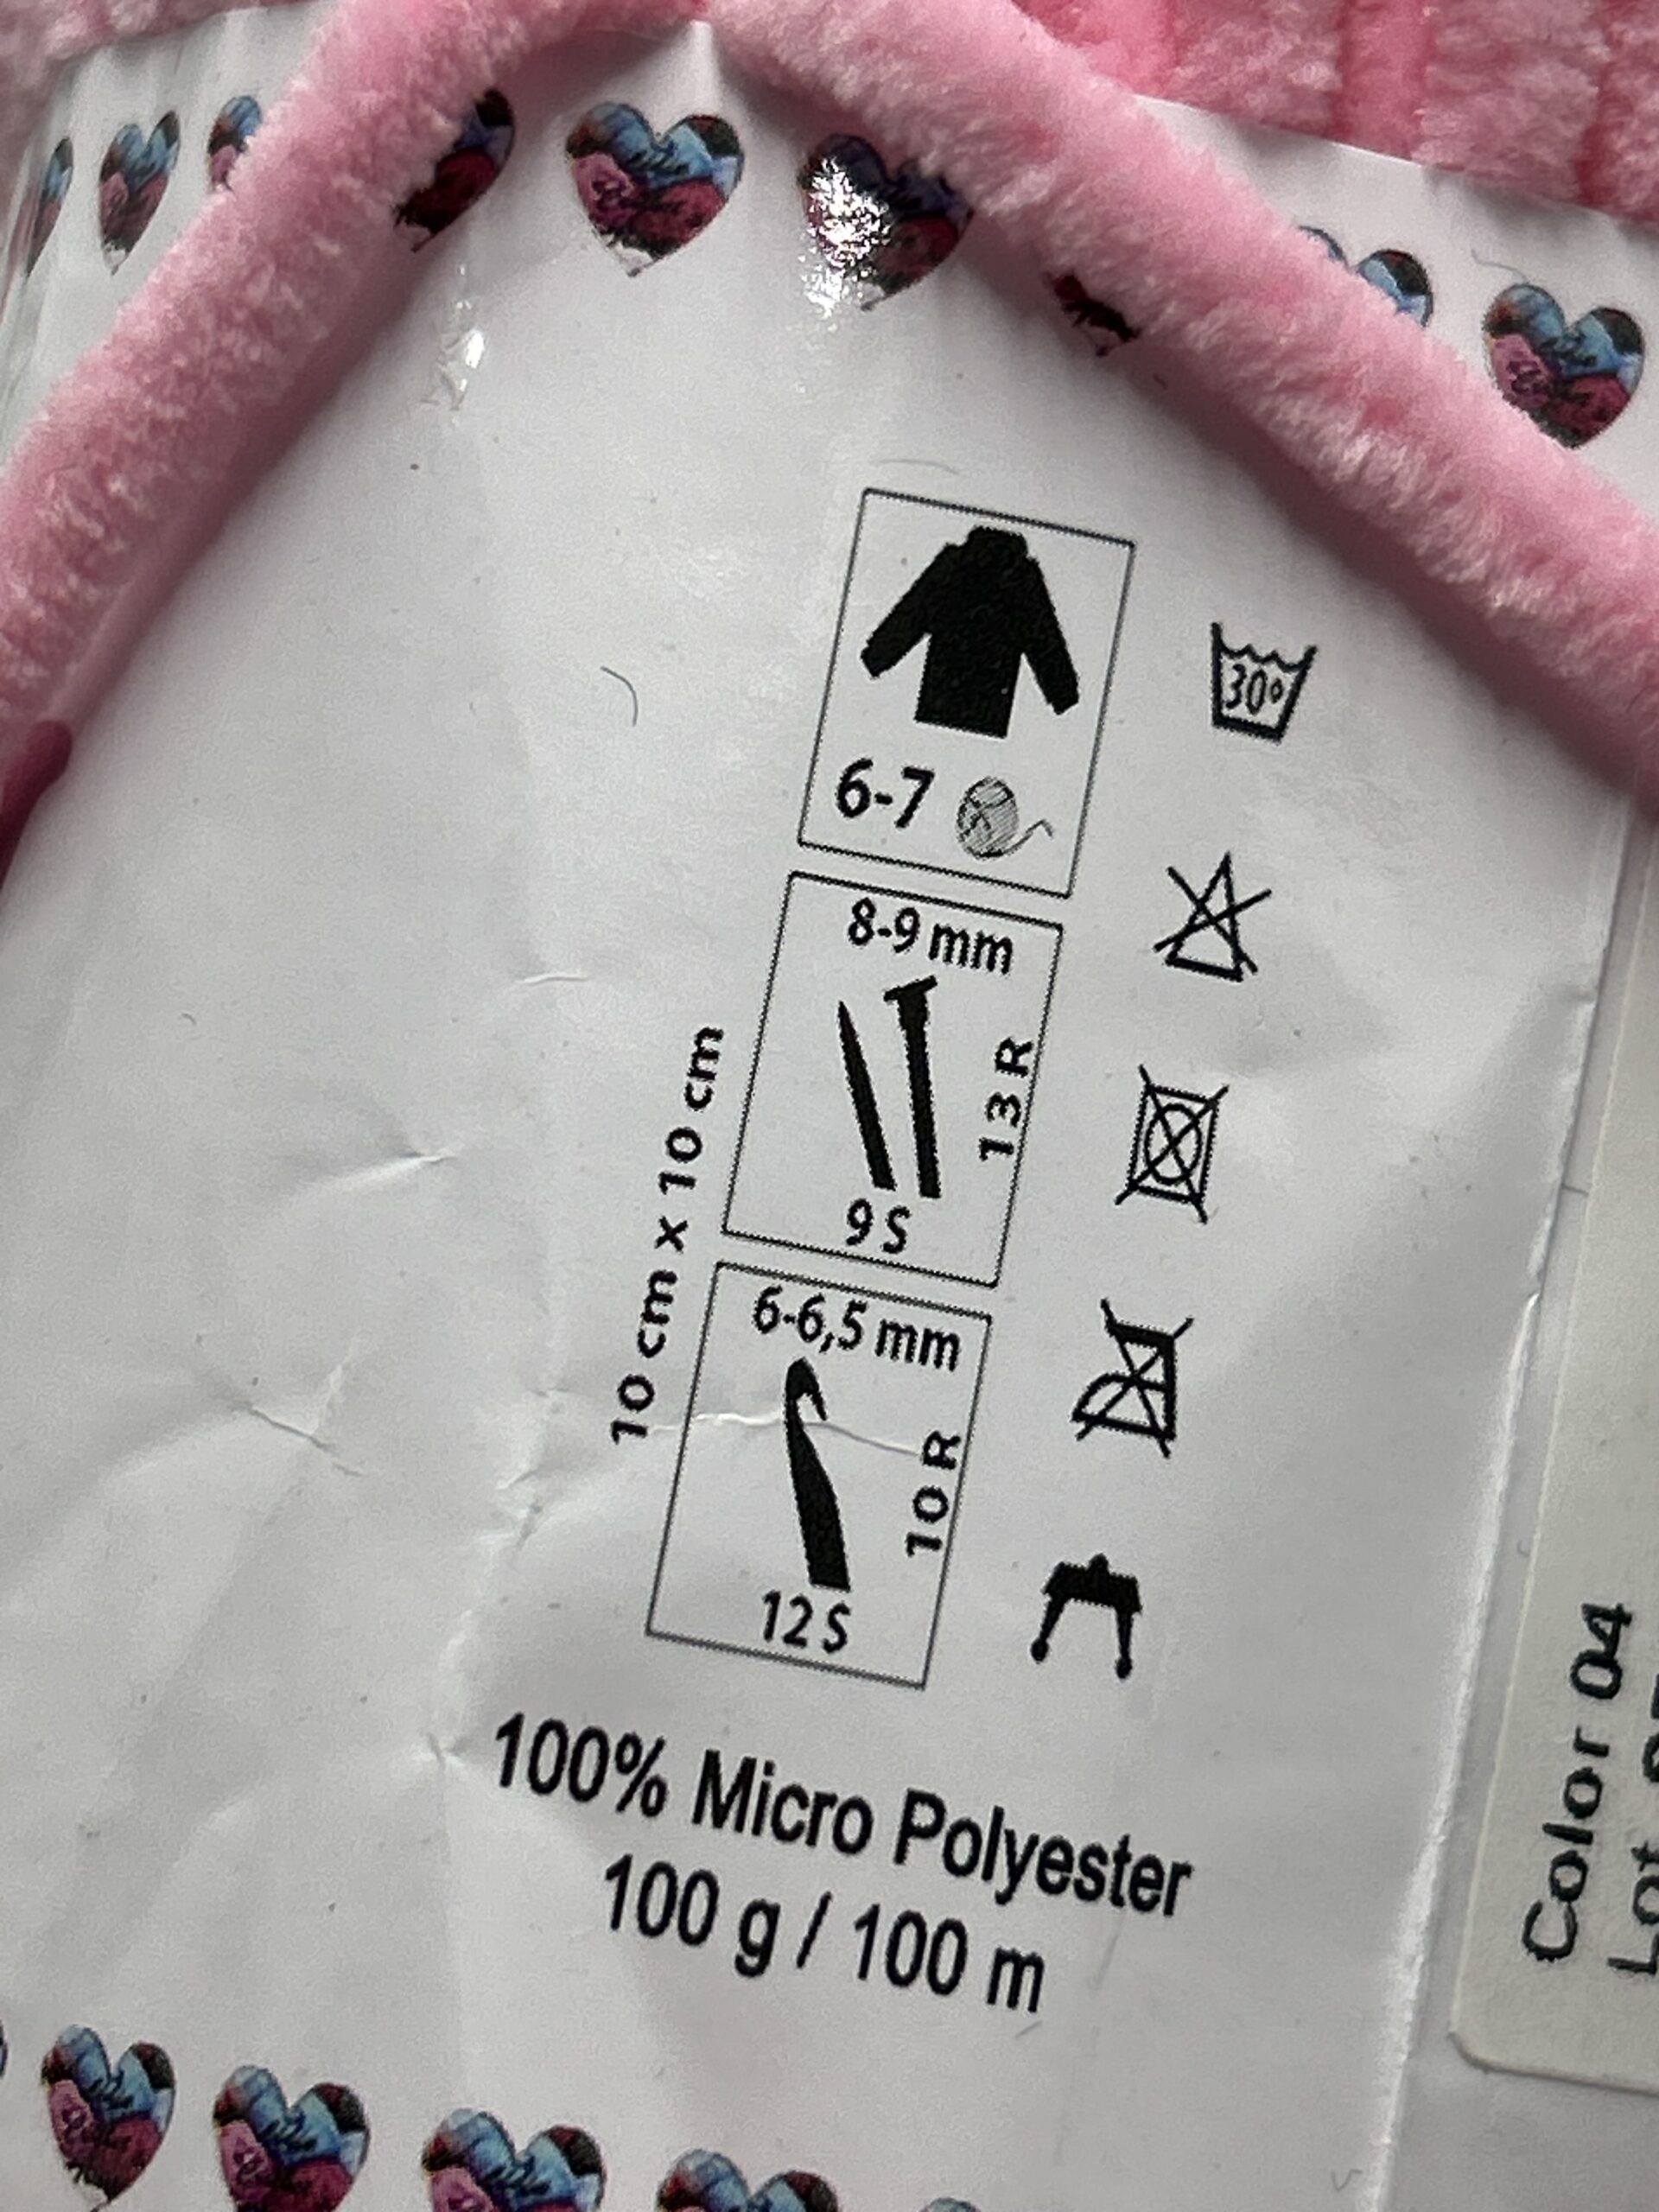 30°
6-7
8-9 mm
13 R
9 S
10 cm x 10 cm
6-6,5 mm
10 R
12 S
100% Micro Polyester
100 g / 100 m
Color 04
Lot